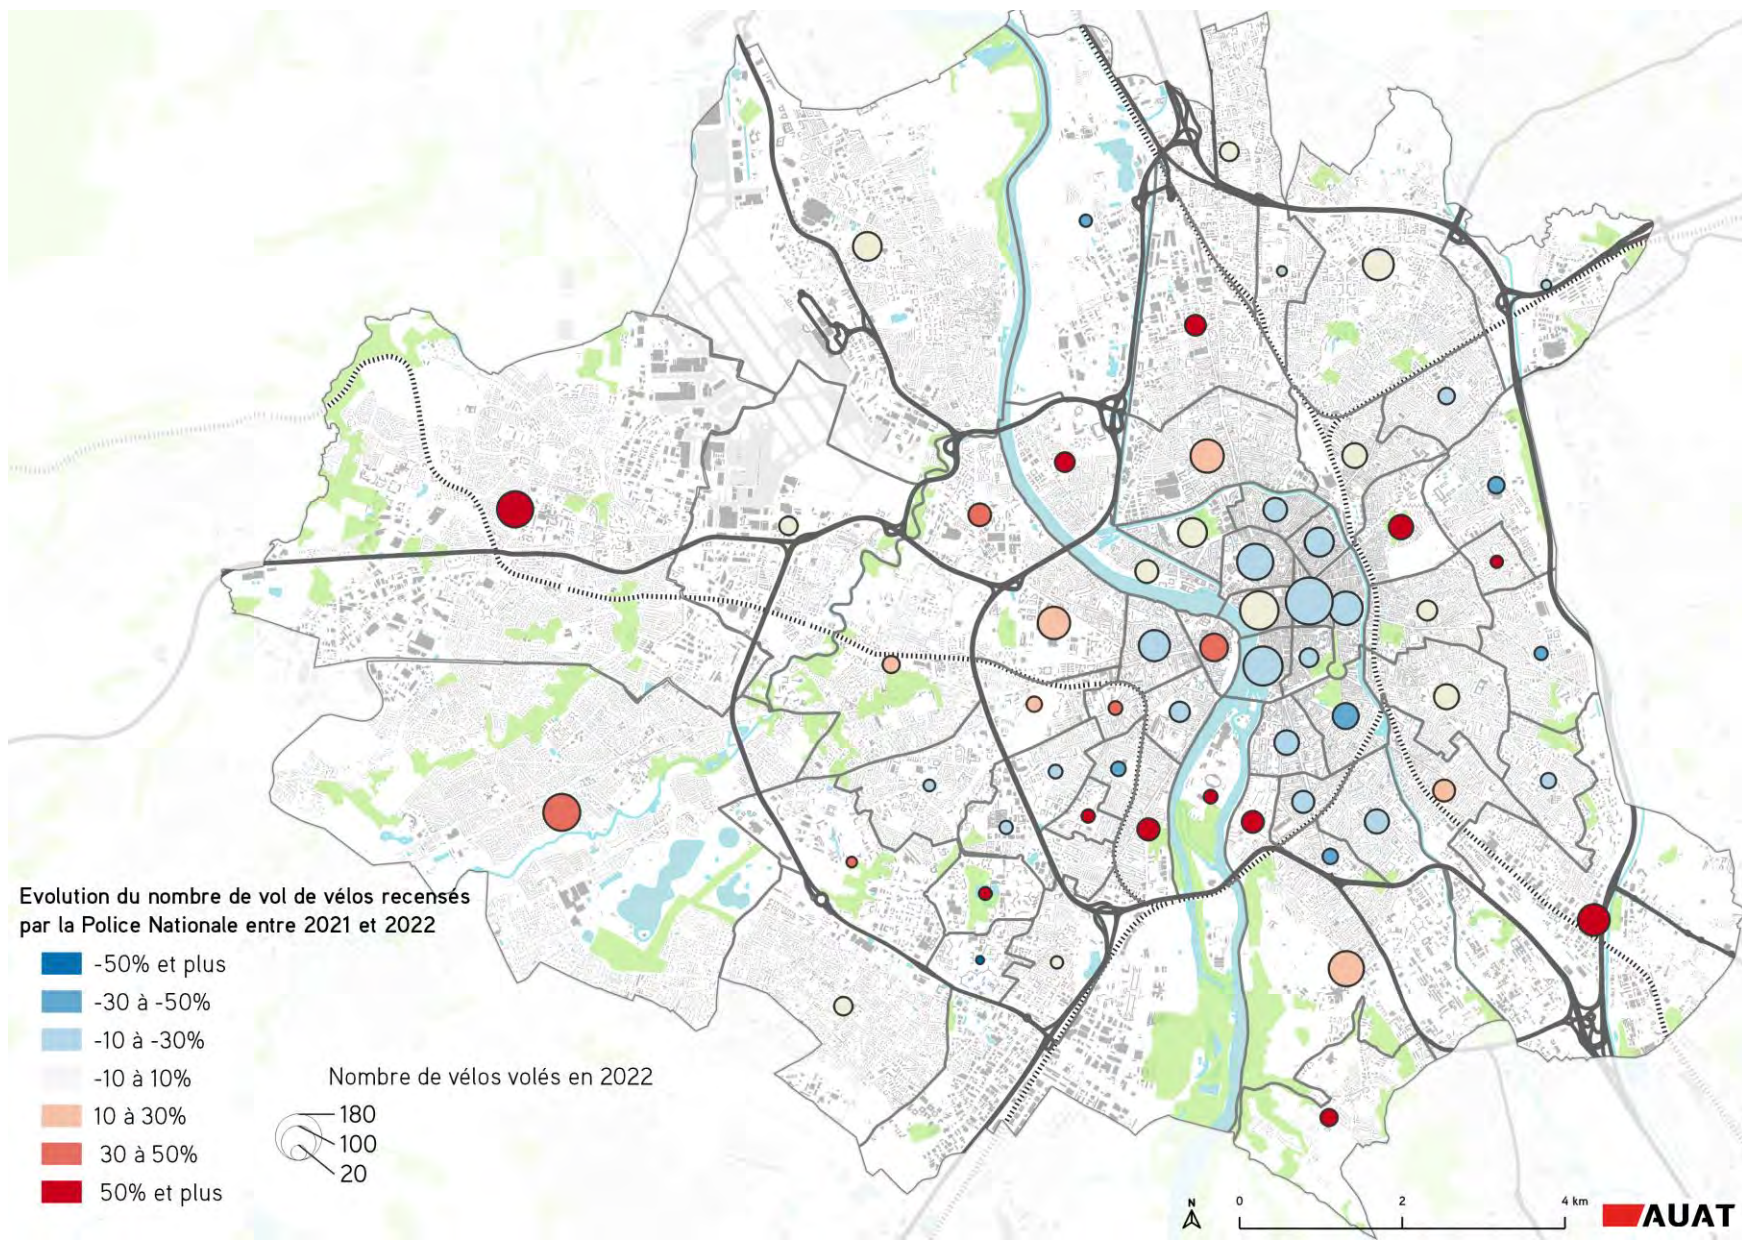 Evolution du nombre de vol de vélos recensés
par la Police Nationale entre 2021 et 2022
-50% et plus
-30 à -50%
-10 à -30%
-10 à 10%
10 à 30%
30 à 50%
50% et plus
Nombre de vélos volés en 2022
180
100
20
N
0 2 4 km
AUAT